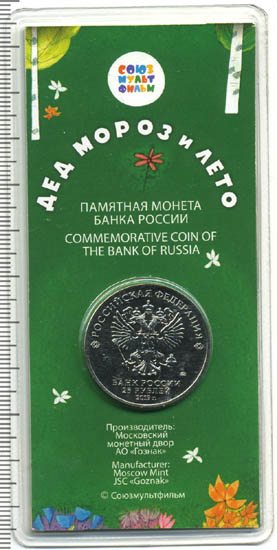 СОЮЗ
МУЛЬТ
ФИЛЬМ
ДЕД МОРОЗ И ЛЕТО
ПАМЯТНАЯ МОНЕТА
БАНКА РОССИИ
COMMEMORATIVE COIN OF
THE BANK OF RUSSIA
РОССИЙСКАЯ ФЕДЕРАЦИЯ
БАНК РОССИИ
25 РУБЛЕЙ
2019 г.
Производитель:
Московский
монетный двор
АО «Гознак»
Manufacturer:
Moscow Mint
JSC «Goznak»
© Союзмультфильм